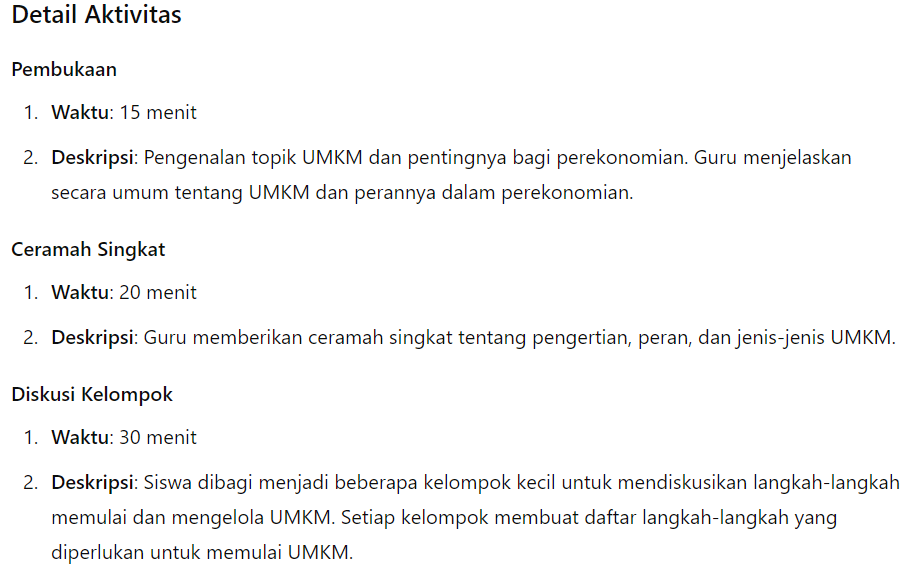 Detail Aktivitas
Pembukaan
1. Waktu: 15 menit
2. Deskripsi: Pengenalan topik UMKM dan pentingnya bagi perekonomian. Guru menjelaskan
secara umum tentang UMKM dan perannya dalam perekonomian.
Ceramah Singkat
1. Waktu: 20 menit
2. Deskripsi: Guru memberikan ceramah singkat tentang pengertian, peran, dan jenis-jenis UMKM.
Diskusi Kelompok
1. Waktu: 30 menit
2. Deskripsi: Siswa dibagi menjadi beberapa kelompok kecil untuk mendiskusikan langkah-langkah
memulai dan mengelola UMKM. Setiap kelompok membuat daftar langkah-langkah yang
diperlukan untuk memulai UMKM.